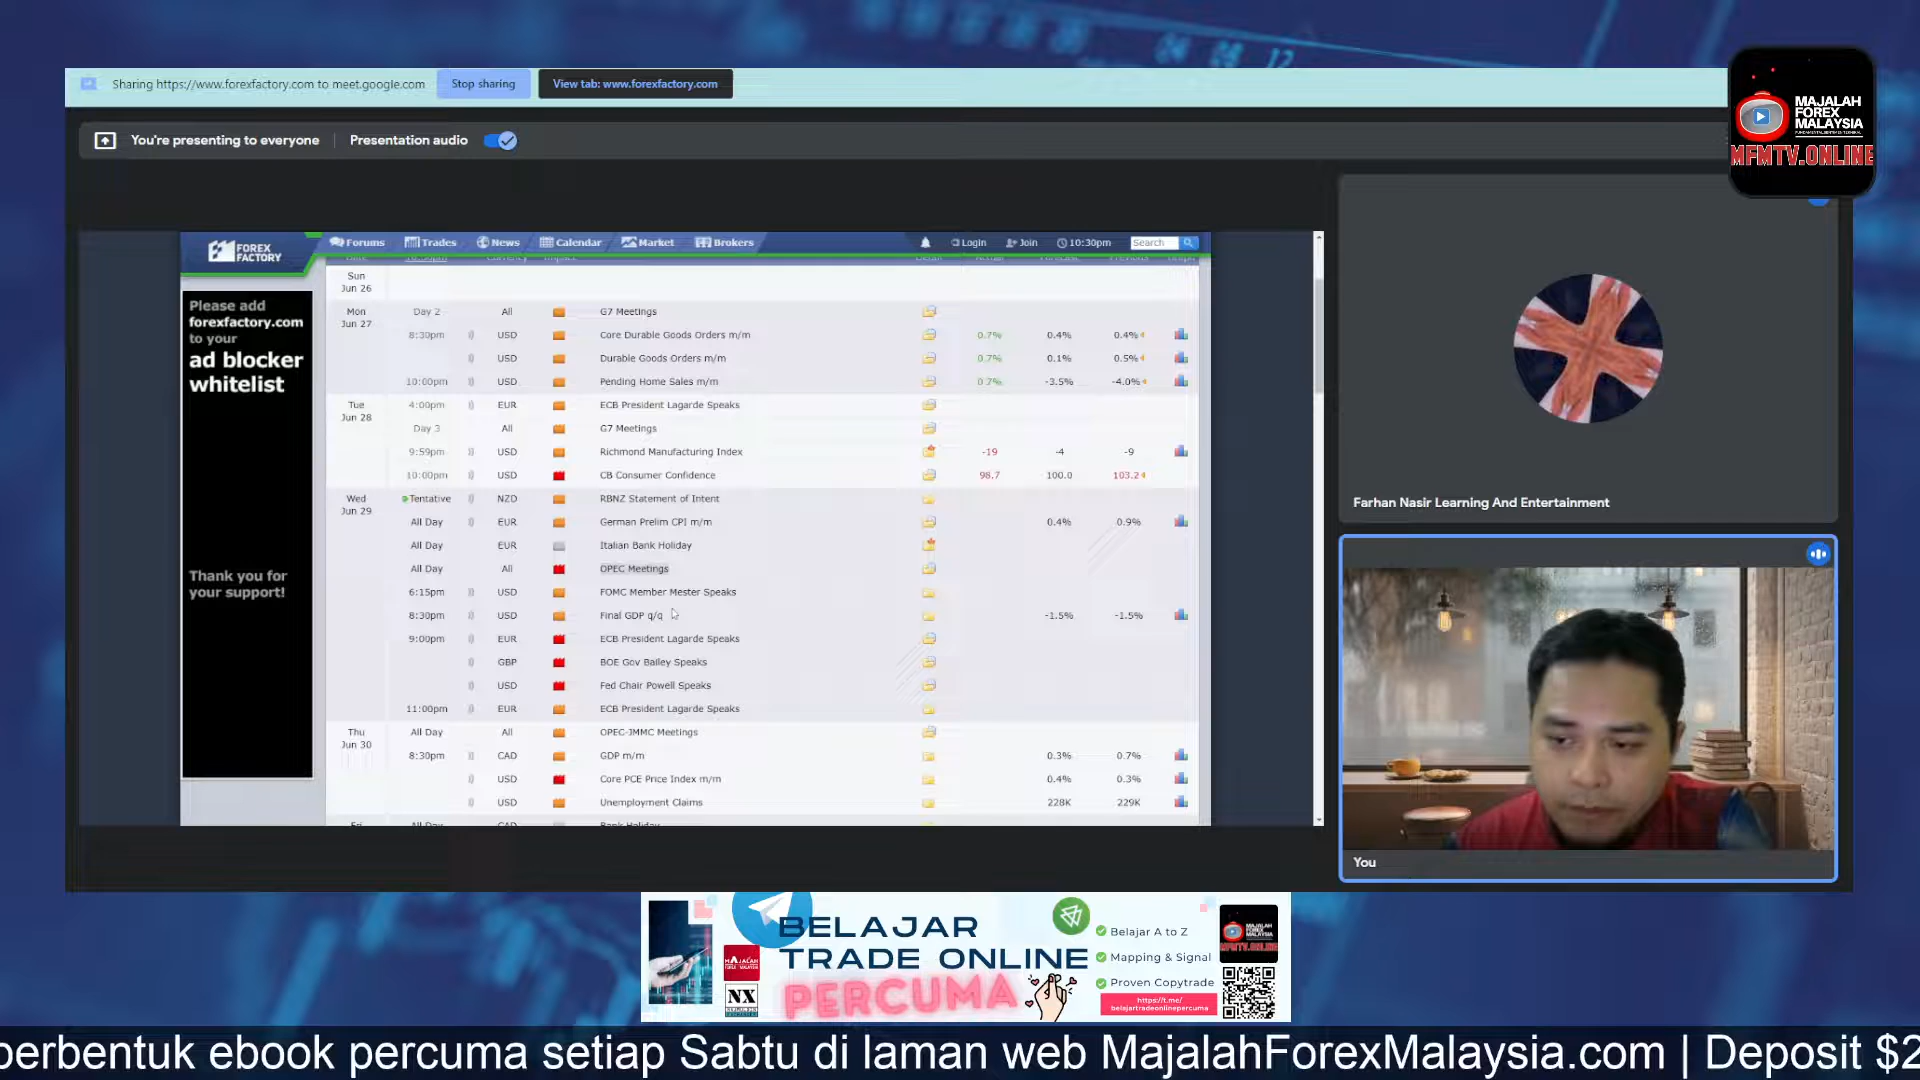 Sharing https://www.forexfactory.com to meet.google.com Stop sharing View tab: www.forexfactory.com
You're presenting to everyone Presentation audio
MAJALAH
FOREX
MALAYSIA
MFMTV.ONLINE
FOREX
FACTORY
Forums Trades News Calendar Market Brokers Login Join 10:30pm Search
Please add
forexfactory.com
to your
ad blocker
whitelist
Thank you for
your support!
Sun
Jun 26
Mon
Jun 27
Day 2 All G7 Meetings
8:30pm USD Core Durable Goods Orders m/m 0.7% 0.4% 0.4%
USD Durable Goods Orders m/m 0.7% 0.1% 0.5%
10:00pm USD Pending Home Sales m/m 0.7% -3.5% -4.0%
Tue
Jun 28
4:00pm EUR ECB President Lagarde Speaks
Day 3 All G7 Meetings
9:59pm USD Richmond Manufacturing Index -19 -4 -9
10:00pm USD CB Consumer Confidence 98.7 100.0 103.2
Wed
Jun 29
Tentative NZD RBNZ Statement of Intent
All Day EUR German Prelim CPI m/m 0.4% 0.9%
All Day EUR Italian Bank Holiday
All Day All OPEC Meetings
6:15pm USD FOMC Member Mester Speaks
8:30pm USD Final GDP q/q -1.5% -1.5%
9:00pm EUR ECB President Lagarde Speaks
GBP BOE Gov Bailey Speaks
USD Fed Chair Powell Speaks
11:00pm EUR ECB President Lagarde Speaks
Thu
Jun 30
All Day All OPEC-JMMC Meetings
8:30pm CAD GDP m/m 0.3% 0.7%
USD Core PCE Price Index m/m 0.4% 0.3%
USD Unemployment Claims 228K 229K
Fri All Day CAD Bank Holiday
Farhan Nasir Learning And Entertainment
You
BELAJAR
TRADE ONLINE
PERCUMA
NX
Belajar A to Z
Mapping & Signal
Proven Copytrade
https://t.me/
belajartradeonlinepercuma
perbentuk ebook percuma setiap Sabtu di laman web MajalahForexMalaysia.com | Deposit $2